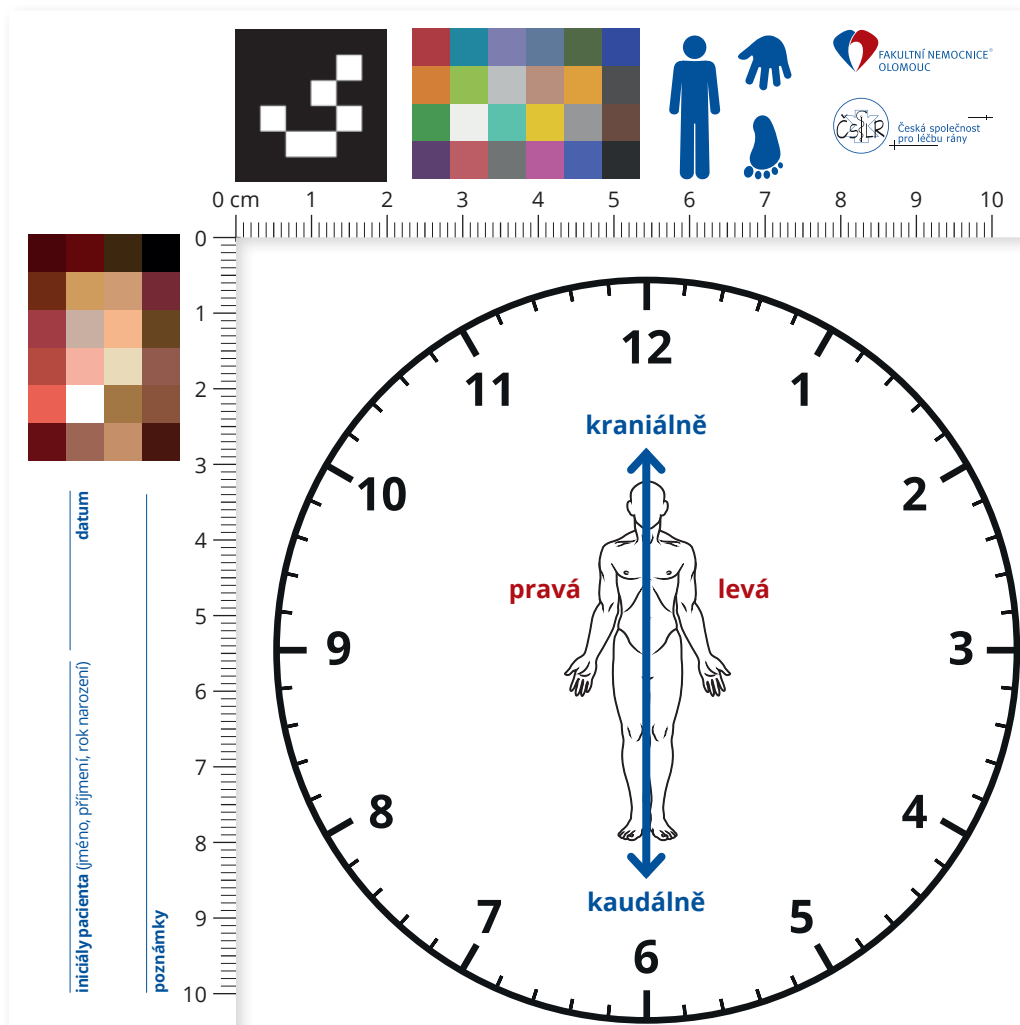 FAKULTNÍ NEMOCNICE®
OLOMOUC
ČSLR
Česká společnost
pro léčbu rány
0 cm 1 2 3 4 5 6 7 8 9 10
0
1
2
3
4
5
6
7
8
9
10
datum
iniciály pacienta (jméno, příjmení, rok narození)
poznámky
12
11 1
kraniálně
10 2
pravá levá
9 3
8 4
kaudálně
7 5
6